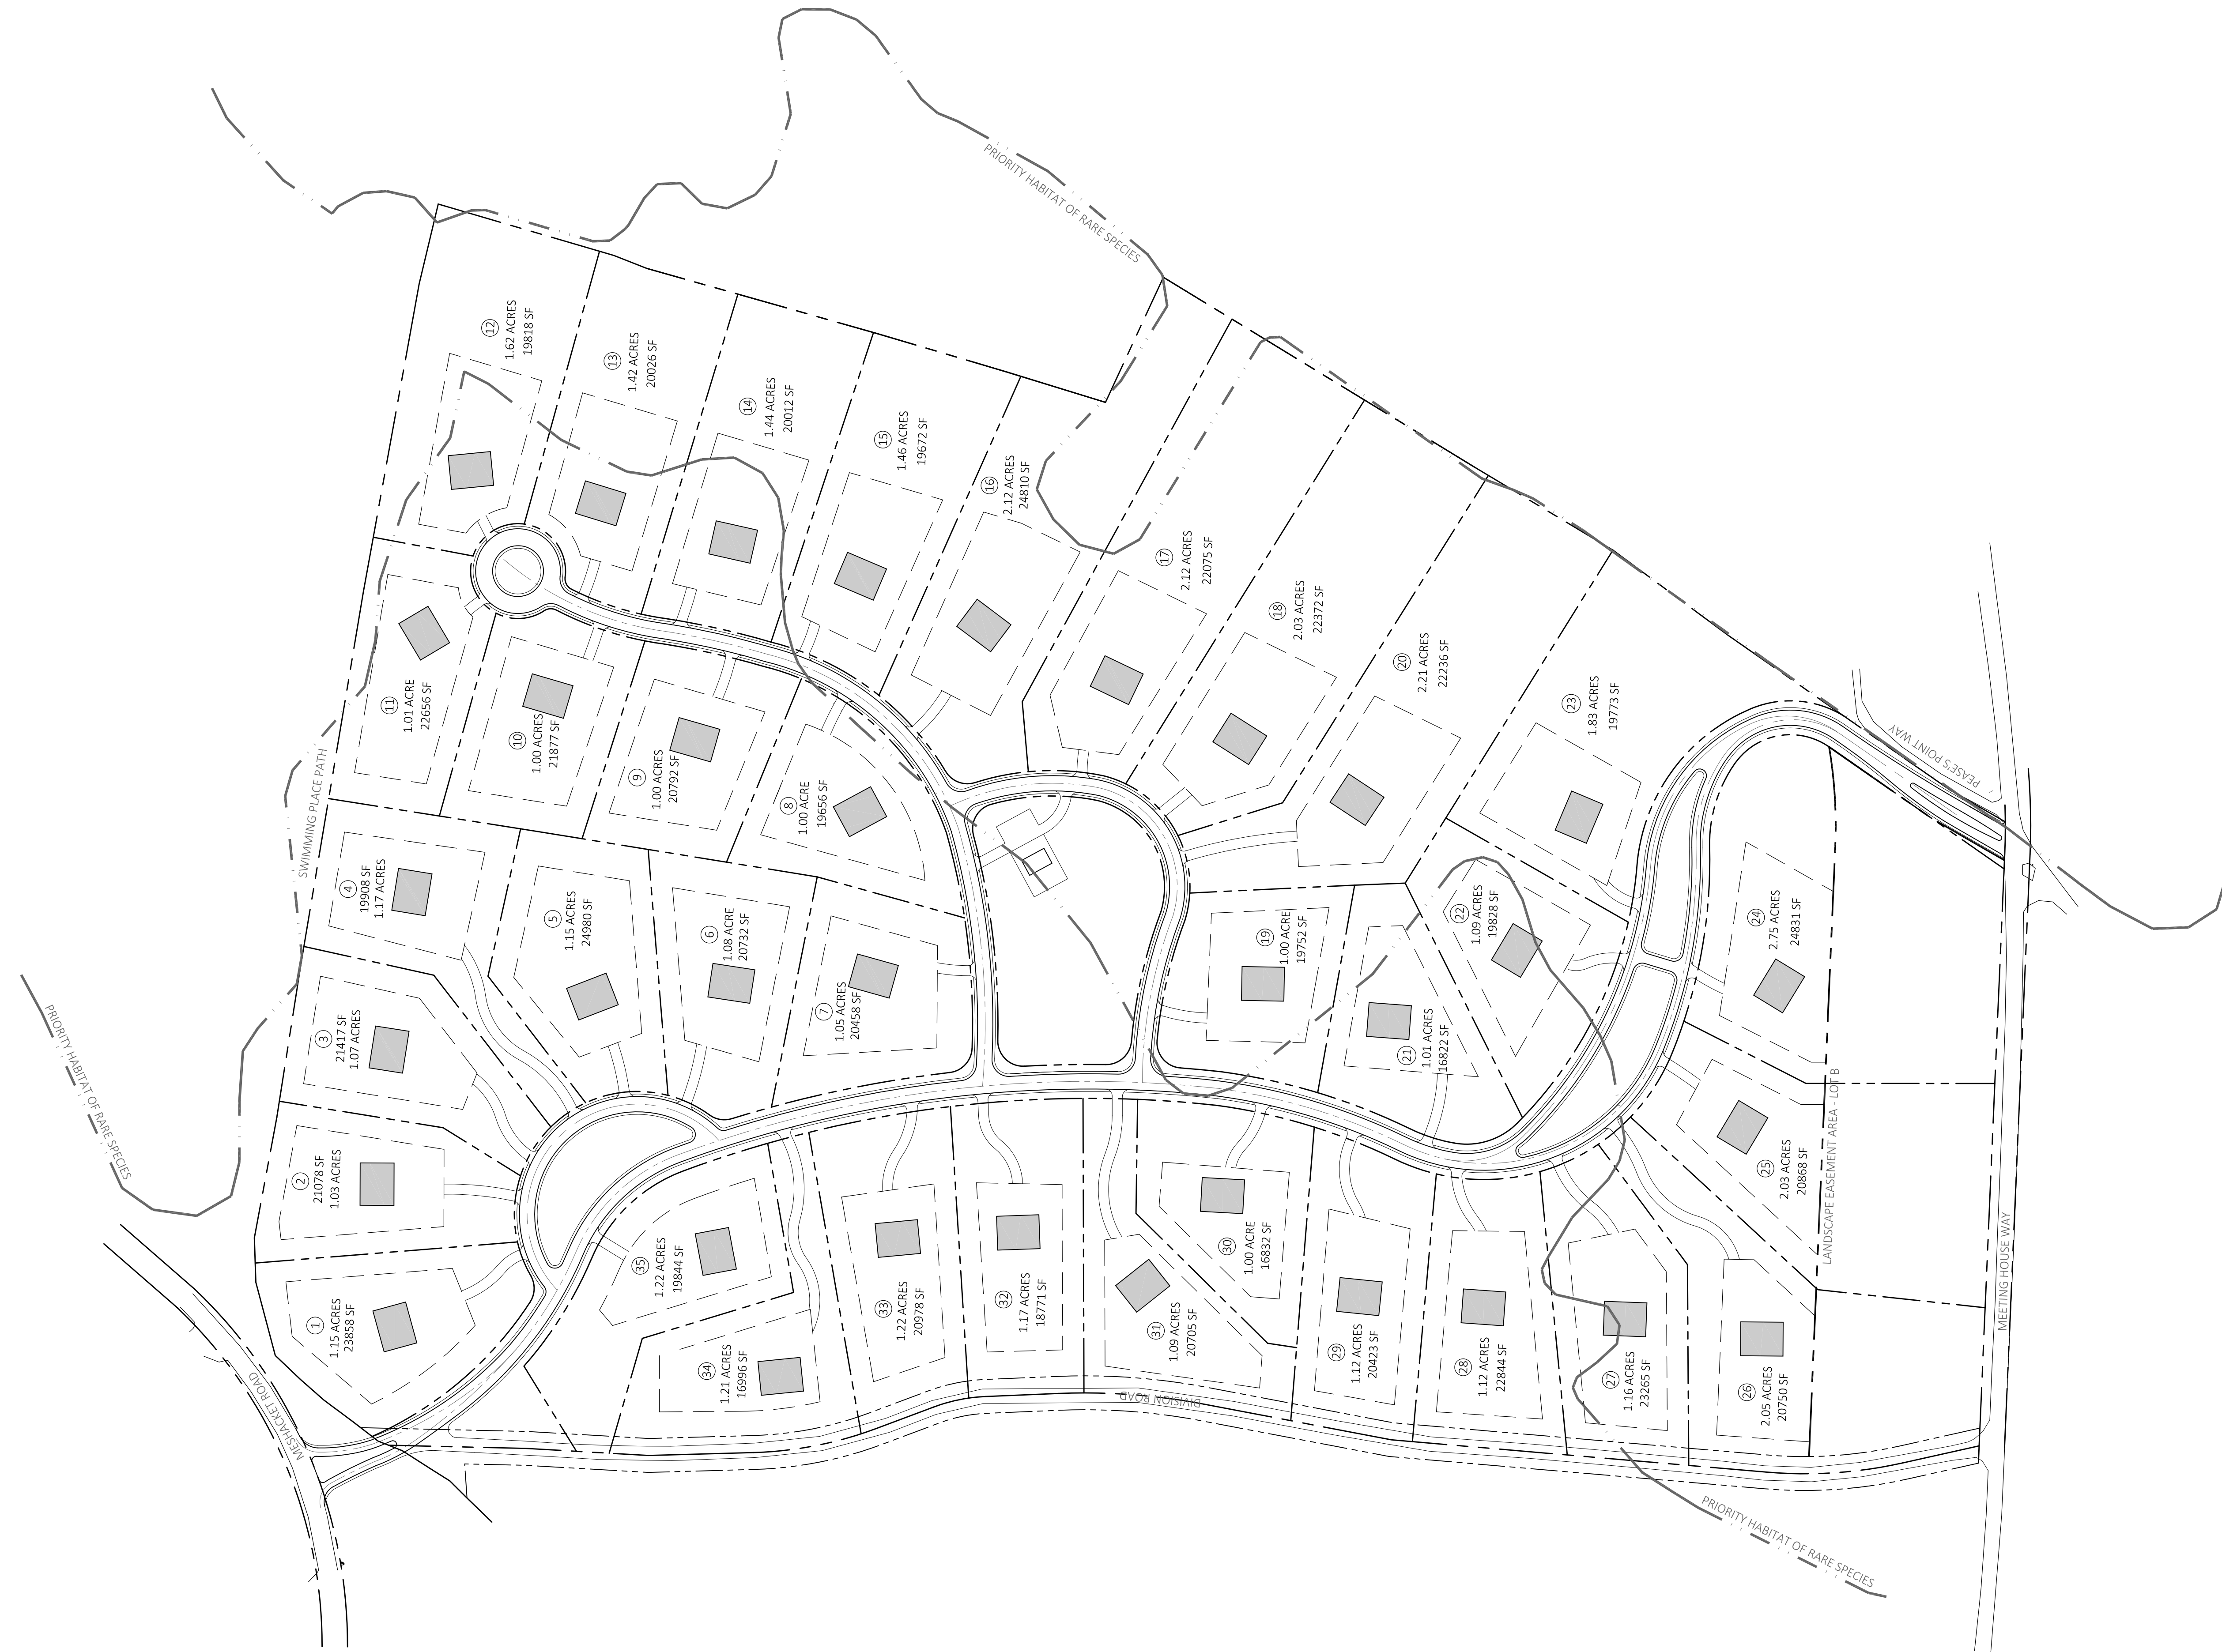 PRIORITY HABITAT OF RARE SPECIES
12
1.62 ACRES
19818 SF
13
1.42 ACRES
20026 SF
14
1.44 ACRES
20012 SF
15
1.46 ACRES
19672 SF
16
2.12 ACRES
24810 SF
17
2.12 ACRES
22075 SF
18
2.03 ACRES
22372 SF
20
2.21 ACRES
22236 SF
23
1.83 ACRES
19773 SF
11
1.01 ACRE
22656 SF
10
1.00 ACRES
21877 SF
9
1.00 ACRES
20792 SF
8
1.00 ACRE
19656 SF
SWIMMING PLACE PATH
PEASE'S POINT WAY
4
19908 SF
1.17 ACRES
5
1.15 ACRES
24980 SF
6
1.08 ACRE
20732 SF
7
1.05 ACRES
20458 SF
19
1.00 ACRE
19752 SF
22
1.09 ACRES
19828 SF
24
2.75 ACRES
24831 SF
3
21417 SF
1.07 ACRES
21
1.01 ACRES
16822 SF
PRIORITY HABITAT OF RARE SPECIES
2
21078 SF
1.03 ACRES
25
2.03 ACRES
20868 SF
LANDSCAPE EASEMENT AREA - LOT B
MEETING HOUSE WAY
1
1.15 ACRES
23858 SF
35
1.22 ACRES
19844 SF
34
1.21 ACRES
16996 SF
33
1.22 ACRES
20978 SF
32
1.17 ACRES
18771 SF
31
1.09 ACRES
20705 SF
30
1.00 ACRE
16832 SF
29
1.12 ACRES
20423 SF
28
1.12 ACRES
22844 SF
27
1.16 ACRES
23265 SF
26
2.05 ACRES
20750 SF
MESHACKET ROAD
DIVISION ROAD
PRIORITY HABITAT OF RARE SPECIES